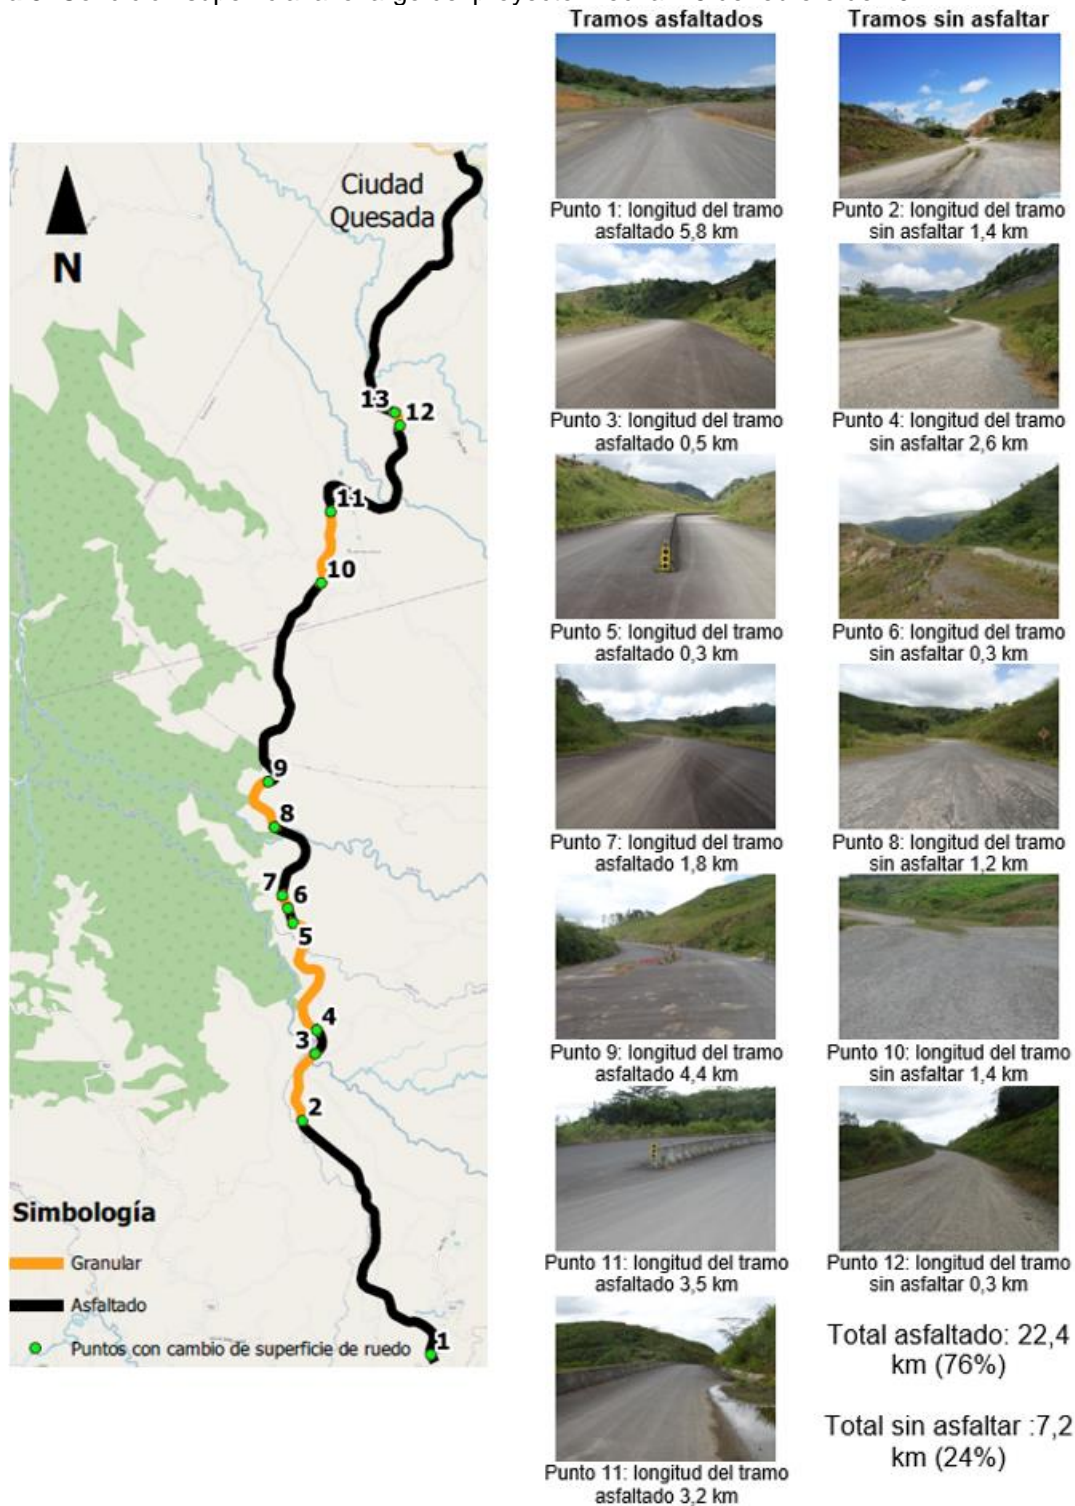 Tramos asfaltados
Tramos sin asfaltar
Punto 1: longitud del tramo
asfaltado 5,8 km
Punto 2: longitud del tramo
sin asfaltar 1,4 km
Punto 3: longitud del tramo
asfaltado 0,5 km
Punto 4: longitud del tramo
sin asfaltar 2,6 km
Punto 5: longitud del tramo
asfaltado 0,3 km
Punto 6: longitud del tramo
sin asfaltar 0,3 km
Punto 7: longitud del tramo
asfaltado 1,8 km
Punto 8: longitud del tramo
sin asfaltar 1,2 km
Punto 9: longitud del tramo
asfaltado 4,4 km
Punto 10: longitud del tramo
sin asfaltar 1,4 km
Punto 11: longitud del tramo
asfaltado 3,5 km
Punto 12: longitud del tramo
sin asfaltar 0,3 km
Punto 11: longitud del tramo
asfaltado 3,2 km
Total asfaltado: 22,4
km (76%)
Total sin asfaltar :7,2
km (24%)
Ciudad
Quesada
N
13
12
11
10
9
8
7
6
5
4
3
2
1
Simbología
Granular
Asfaltado
Puntos con cambio de superficie de ruedo